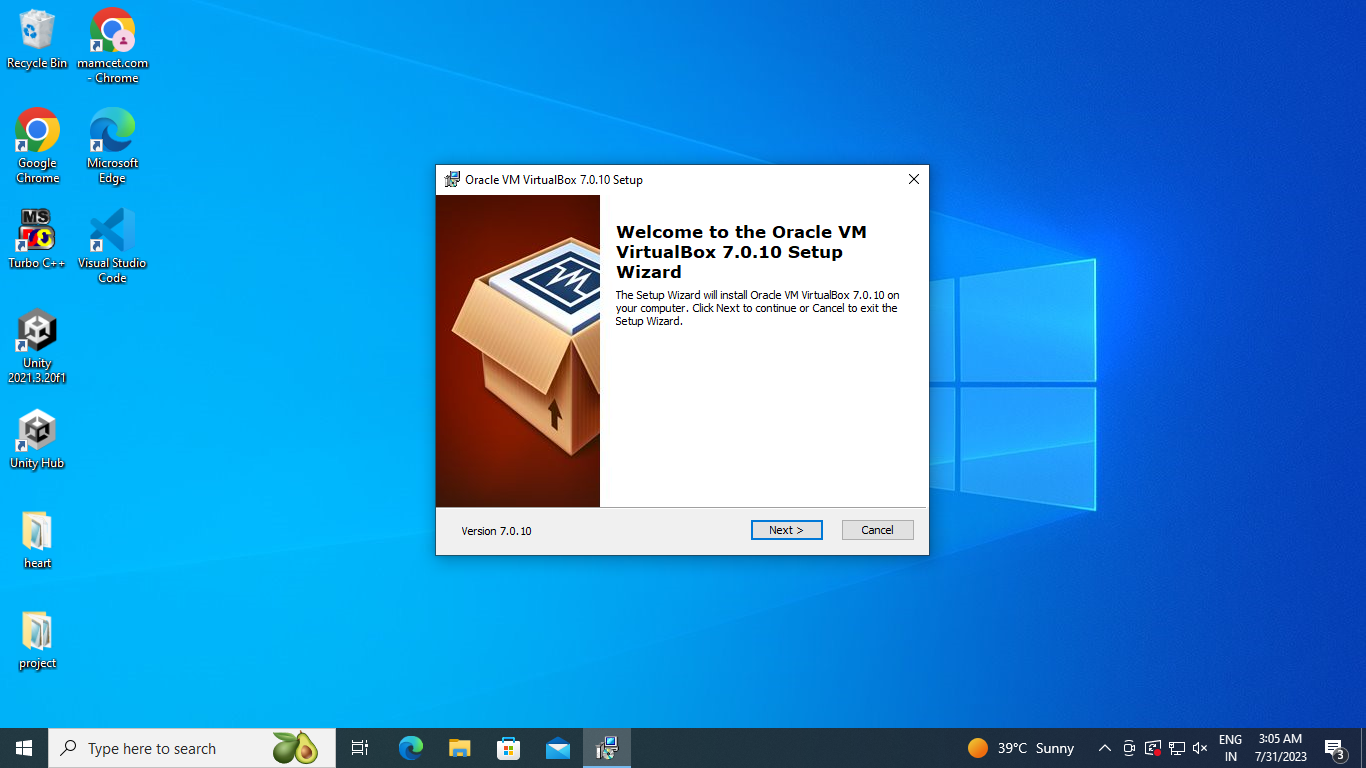 Recycle Bin
mamcet.com
- Chrome
Google
Chrome
Microsoft
Edge
MS
Turbo C++
Visual Studio
Code
Unity
2021.3.20f1
Unity Hub
heart
project
Oracle VM VirtualBox 7.0.10 Setup
Welcome to the Oracle VM
VirtualBox 7.0.10 Setup
Wizard
The Setup Wizard will install Oracle VM VirtualBox 7.0.10 on
your computer. Click Next to continue or Cancel to exit the
Setup Wizard.
Version 7.0.10
Next >
Cancel
Type here to search
39°C Sunny
ENG
IN
3:05 AM
7/31/2023
3